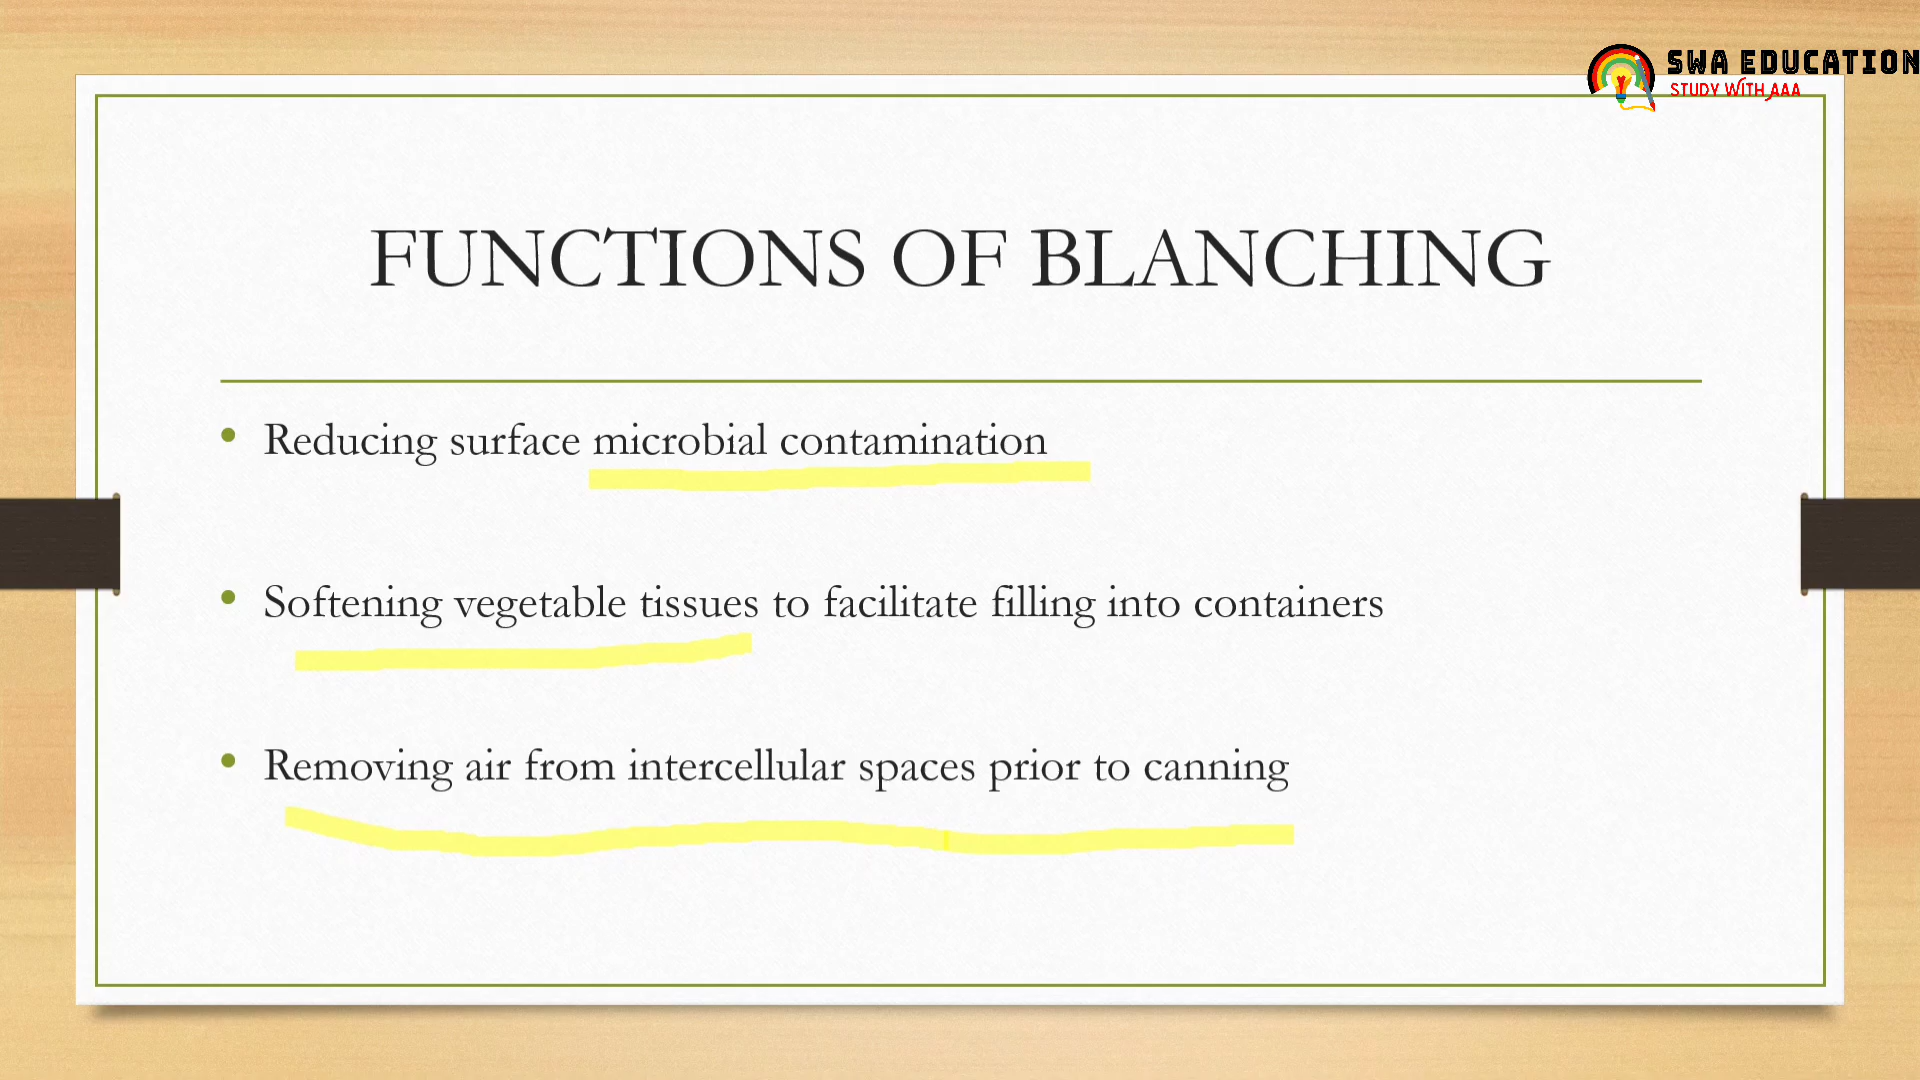 SWA EDUCATION
STUDY WITH AAA
FUNCTIONS OF BLANCHING
• Reducing surface microbial contamination
• Softening vegetable tissues to facilitate filling into containers
• Removing air from intercellular spaces prior to canning